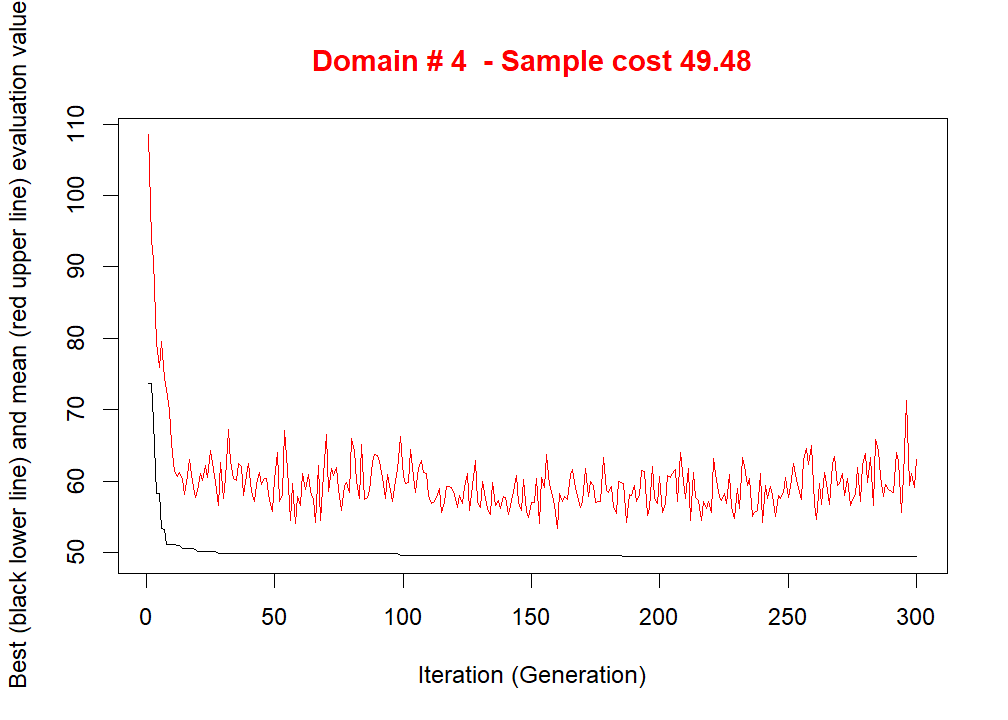 Domain # 4  - Sample cost 49.48
Best (black lower line) and mean (red upper line) evaluation value
110
100
90
80
70
60
50
0 50 100 150 200 250 300
Iteration (Generation)